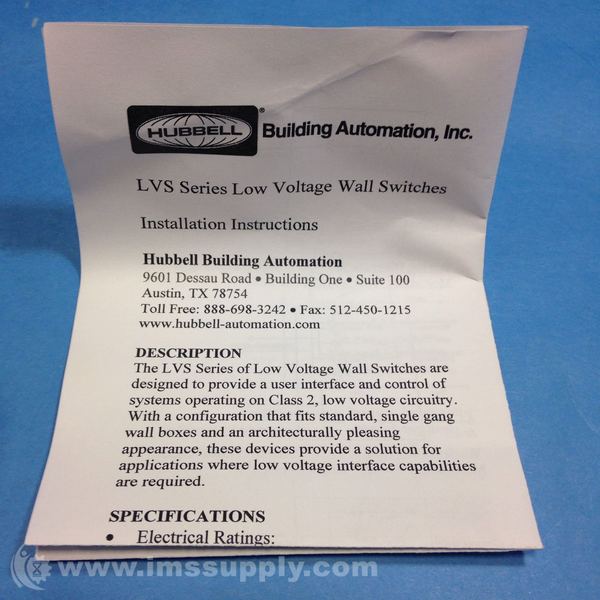 HUBBELL® Building Automation, Inc.
LVS Series Low Voltage Wall Switches
Installation Instructions
Hubbell Building Automation
9601 Dessau Road • Building One • Suite 100
Austin, TX 78754
Toll Free: 888-698-3242 • Fax: 512-450-1215
www.hubbell-automation.com
DESCRIPTION
The LVS Series of Low Voltage Wall Switches are
designed to provide a user interface and control of
systems operating on Class 2, low voltage circuitry.
With a configuration that fits standard, single gang
wall boxes and an architecturally pleasing
appearance, these devices provide a solution for
applications where low voltage interface capabilities
are required.
SPECIFICATIONS
• Electrical Ratings:
www.imssupply.com